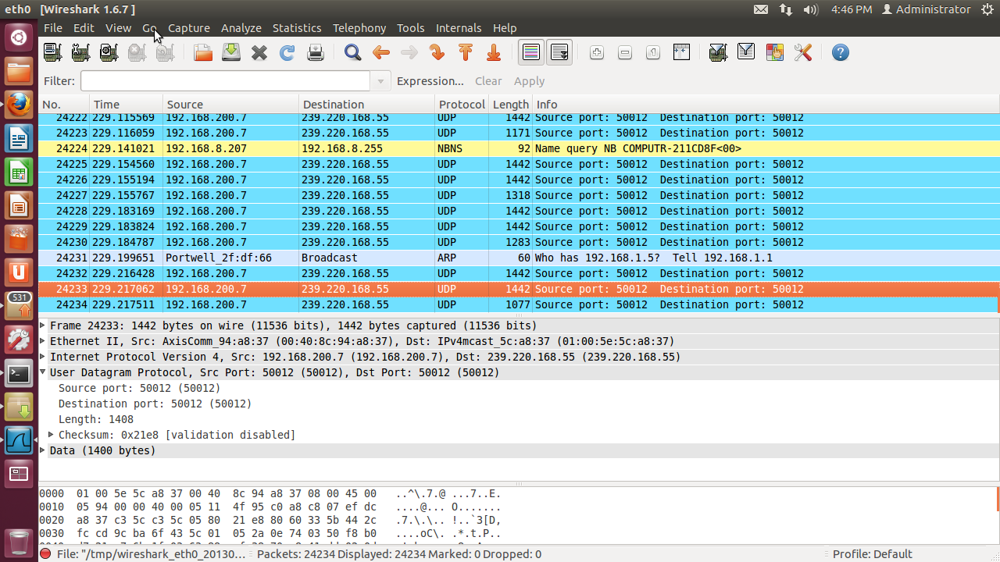 eth0 [Wireshark 1.6.7 ] 4:46 PM Administrator
File Edit View Go Capture Analyze Statistics Telephony Tools Internals Help
Filter: Expression... Clear Apply
No. Time Source Destination Protocol Length Info
24222 229.115569 192.168.200.7 239.220.168.55 UDP 1442 Source port: 50012 Destination port: 50012
24223 229.116059 192.168.200.7 239.220.168.55 UDP 1171 Source port: 50012 Destination port: 50012
24224 229.141021 192.168.8.207 192.168.8.255 NBNS 92 Name query NB COMPUTR-211CD8F<00>
24225 229.154560 192.168.200.7 239.220.168.55 UDP 1442 Source port: 50012 Destination port: 50012
24226 229.155194 192.168.200.7 239.220.168.55 UDP 1442 Source port: 50012 Destination port: 50012
24227 229.155767 192.168.200.7 239.220.168.55 UDP 1318 Source port: 50012 Destination port: 50012
24228 229.183169 192.168.200.7 239.220.168.55 UDP 1442 Source port: 50012 Destination port: 50012
24229 229.183824 192.168.200.7 239.220.168.55 UDP 1442 Source port: 50012 Destination port: 50012
24230 229.184787 192.168.200.7 239.220.168.55 UDP 1283 Source port: 50012 Destination port: 50012
24231 229.199651 Portwell_2f:df:66 Broadcast ARP 60 Who has 192.168.1.5? Tell 192.168.1.1
24232 229.216428 192.168.200.7 239.220.168.55 UDP 1442 Source port: 50012 Destination port: 50012
24233 229.217062 192.168.200.7 239.220.168.55 UDP 1442 Source port: 50012 Destination port: 50012
24234 229.217511 192.168.200.7 239.220.168.55 UDP 1077 Source port: 50012 Destination port: 50012
531
Frame 24233: 1442 bytes on wire (11536 bits), 1442 bytes captured (11536 bits)
Ethernet II, Src: AxisComm_94:a8:37 (00:40:8c:94:a8:37), Dst: IPv4mcast_5c:a8:37 (01:00:5e:5c:a8:37)
Internet Protocol Version 4, Src: 192.168.200.7 (192.168.200.7), Dst: 239.220.168.55 (239.220.168.55)
User Datagram Protocol, Src Port: 50012 (50012), Dst Port: 50012 (50012)
Source port: 50012 (50012)
Destination port: 50012 (50012)
Length: 1408
Checksum: 0x21e8 [validation disabled]
Data (1400 bytes)
0000 01 00 5e 5c a8 37 00 40 8c 94 a8 37 08 00 45 00 ..^\.7.@ ...7..E.
0010 05 94 00 00 40 00 05 11 4f 95 c0 a8 c8 07 ef dc ....@... O.......
0020 a8 37 c3 5c c3 5c 05 80 21 e8 80 60 33 5b 44 2c .7.\.\.. !..`3[D,
0030 fc cd 9c ba 6f 43 5c 01 05 2a 0e 74 03 50 f8 b0 ....oC\. .*.t.P..
File: "/tmp/wireshark_eth0_20130... Packets: 24234 Displayed: 24234 Marked: 0 Dropped: 0 Profile: Default